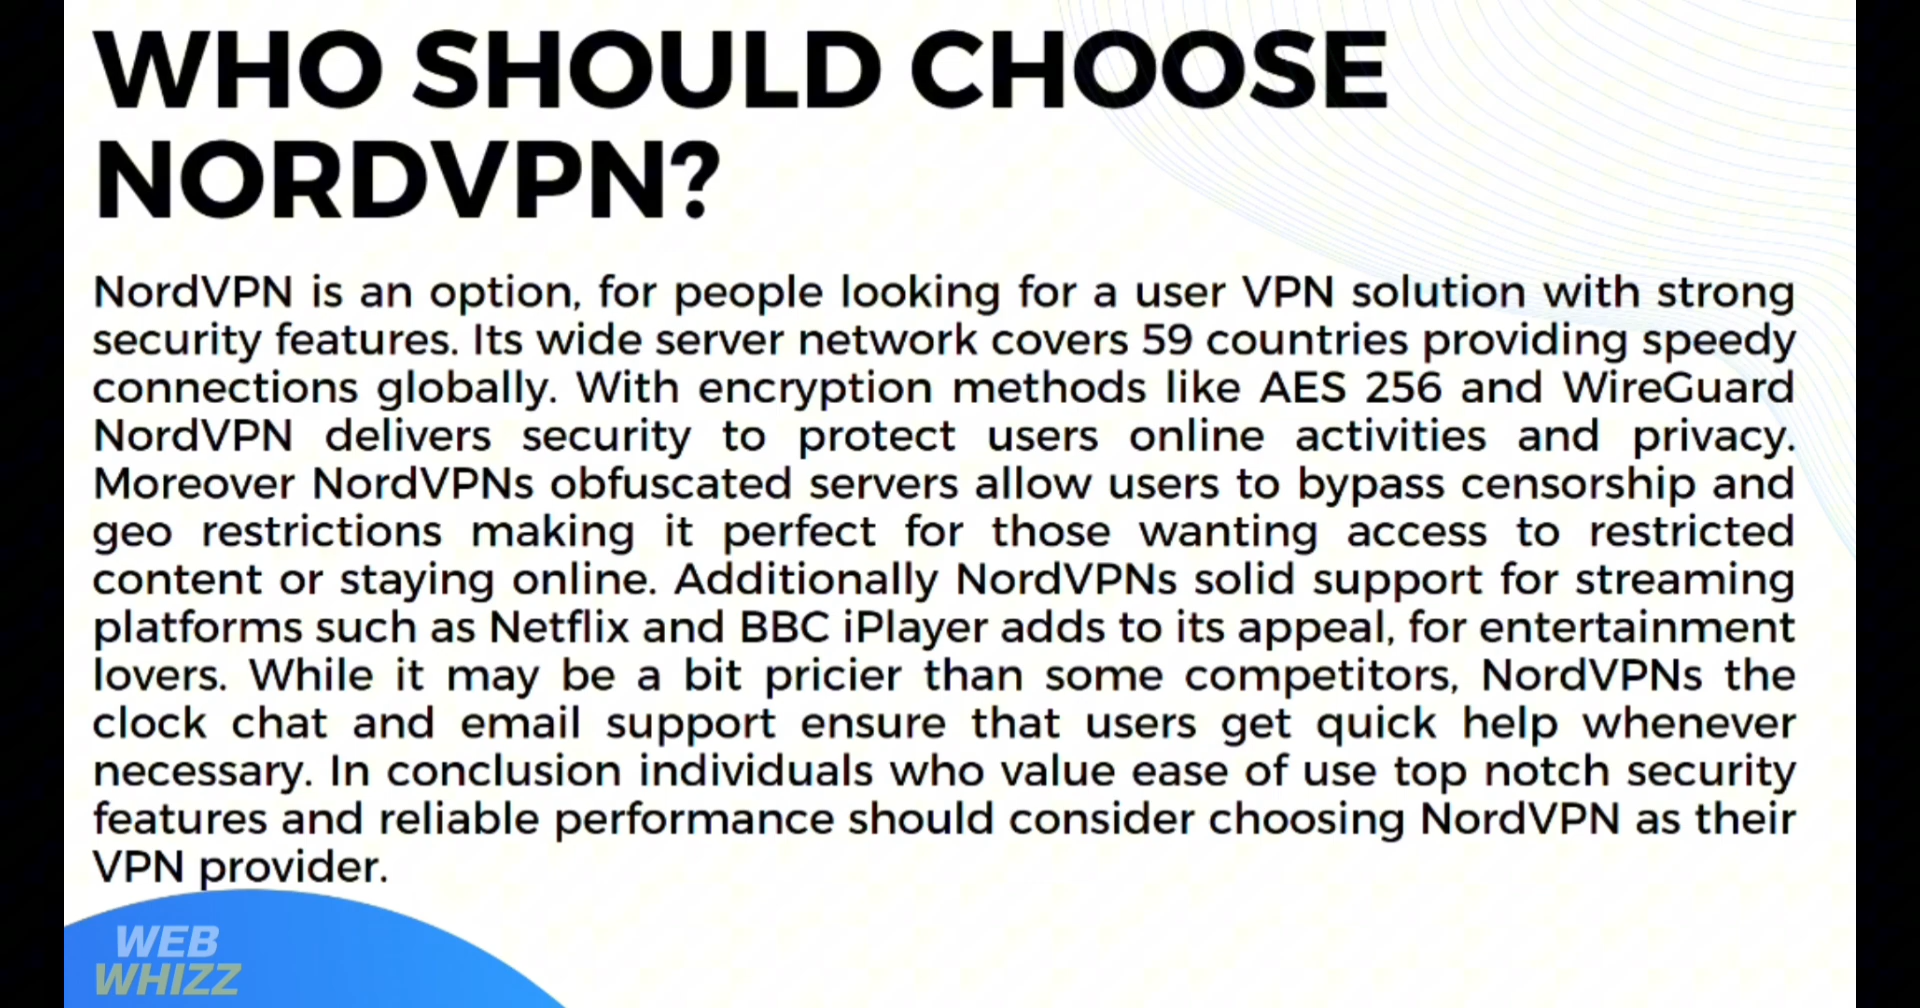 WHO SHOULD CHOOSE
NORDVPN?
NordVPN is an option, for people looking for a user VPN solution with strong
security features. Its wide server network covers 59 countries providing speedy
connections globally. With encryption methods like AES 256 and WireGuard
NordVPN delivers security to protect users online activities and privacy.
Moreover NordVPNs obfuscated servers allow users to bypass censorship and
geo restrictions making it perfect for those wanting access to restricted
content or staying online. Additionally NordVPNs solid support for streaming
platforms such as Netflix and BBC iPlayer adds to its appeal, for entertainment
lovers. While it may be a bit pricier than some competitors, NordVPNs the
clock chat and email support ensure that users get quick help whenever
necessary. In conclusion individuals who value ease of use top notch security
features and reliable performance should consider choosing NordVPN as their
VPN provider.
WEB
WHIZZ